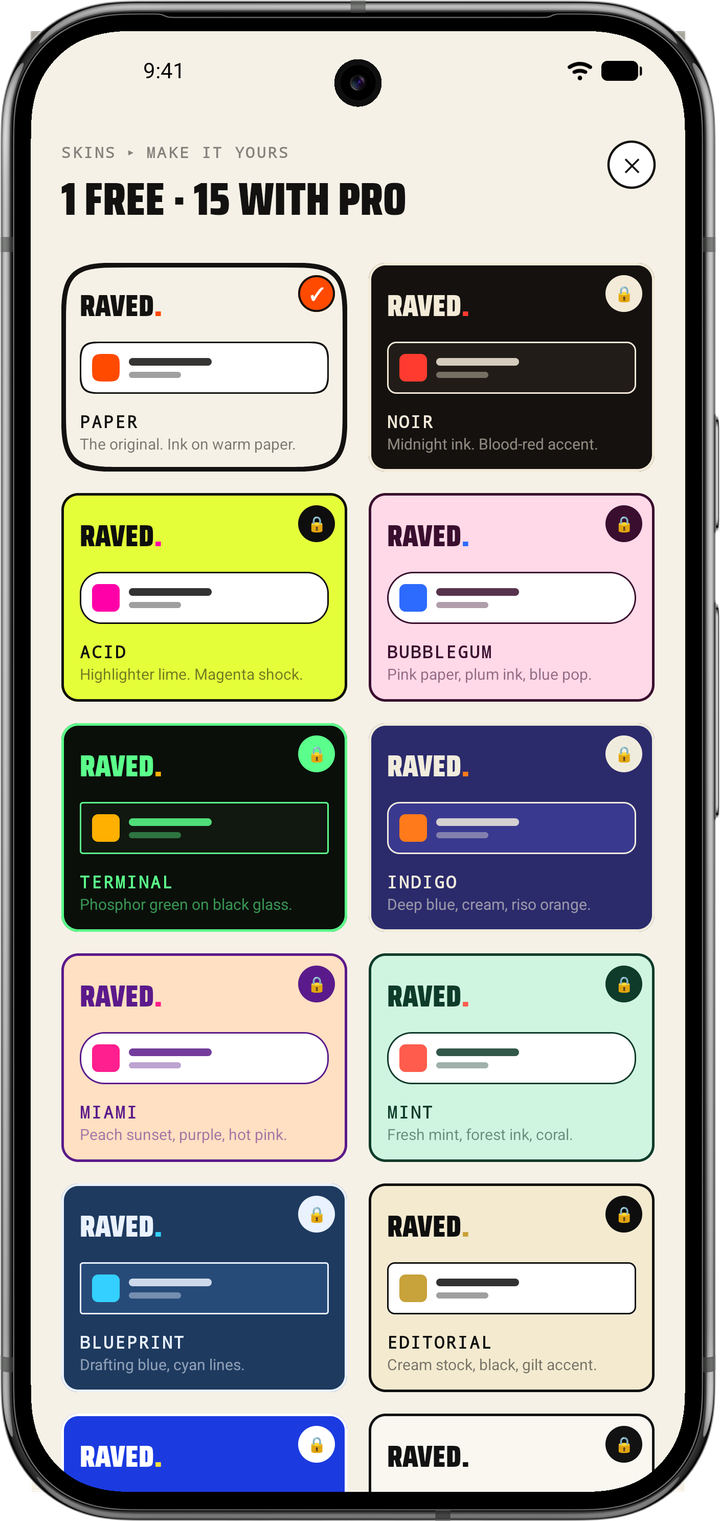 9:41
SKINS ▸ MAKE IT YOURS
1 FREE · 15 WITH PRO
RAVED.
PAPER
The original. Ink on warm paper.
RAVED.
NOIR
Midnight ink. Blood-red accent.
RAVED.
ACID
Highlighter lime. Magenta shock.
RAVED.
BUBBLEGUM
Pink paper, plum ink, blue pop.
RAVED.
TERMINAL
Phosphor green on black glass.
RAVED.
INDIGO
Deep blue, cream, riso orange.
RAVED.
MIAMI
Peach sunset, purple, hot pink.
RAVED.
MINT
Fresh mint, forest ink, coral.
RAVED.
BLUEPRINT
Drafting blue, cyan lines.
RAVED.
EDITORIAL
Cream stock, black, gilt accent.
RAVED.
RAVED.